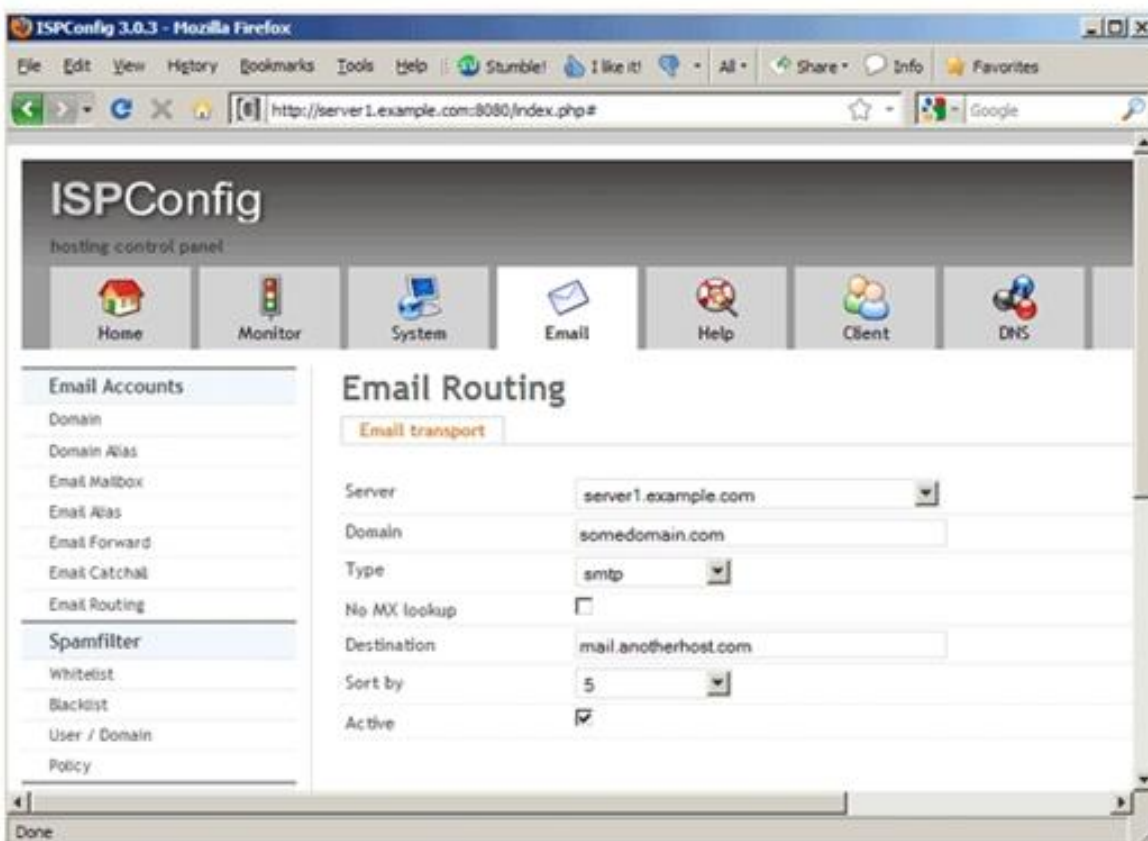 ISPConfig 3.0.3 - Mozilla Firefox
File Edit View History Bookmarks Tools Help Stumble! I like it! All Share Info Favorites
http://server1.example.com:8080/index.php# Google
ISPConfig
hosting control panel
Home Monitor System Email Help Client DNS
Email Accounts
Domain
Domain Alias
Email Mailbox
Email Alias
Email Forward
Email Catchall
Email Routing
Spamfilter
Whitelist
Blacklist
User / Domain
Policy
Email Routing
Email transport
Server server1.example.com
Domain somedomain.com
Type smtp
No MX lookup
Destination mail.anotherhost.com
Sort by 5
Active
Done